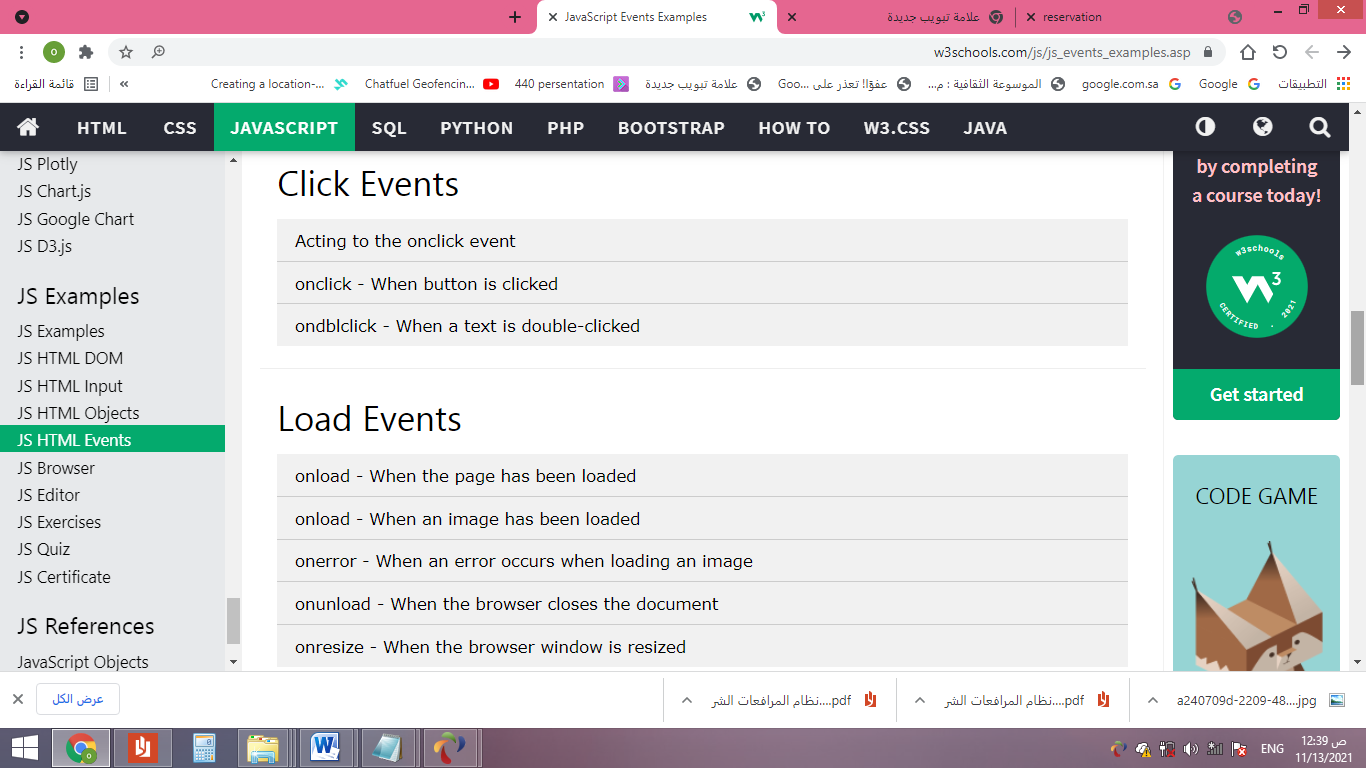 JavaScript Events Examples
علامة تبويب جديدة
reservation
w3schools.com/js/js_events_examples.asp
التطبيقات
Google
google.com.sa
الموسوعة الثقافية : م...
عفوًا! تعذر على ...Goo
علامة تبويب جديدة
440 persentation
Chatfuel Geofencin...
Creating a location-...
قائمة القراءة
HTML
CSS
JAVASCRIPT
SQL
PYTHON
PHP
BOOTSTRAP
HOW TO
W3.CSS
JAVA
JS Plotly
JS Chart.js
JS Google Chart
JS D3.js
JS Examples
JS Examples
JS HTML DOM
JS HTML Input
JS HTML Objects
JS HTML Events
JS Browser
JS Editor
JS Exercises
JS Quiz
JS Certificate
JS References
JavaScript Objects
Click Events
Acting to the onclick event
onclick - When button is clicked
ondblclick - When a text is double-clicked
Load Events
onload - When the page has been loaded
onload - When an image has been loaded
onerror - When an error occurs when loading an image
onunload - When the browser closes the document
onresize - When the browser window is resized
by completing
a course today!
w3schools
W3
CERTIFIED . 2021
Get started
CODE GAME
عرض الكل
نظام المرافعات الشر....pdf
نظام المرافعات الشر....pdf
a240709d-2209-48....jpg
ENG
12:39 ص
11/13/2021